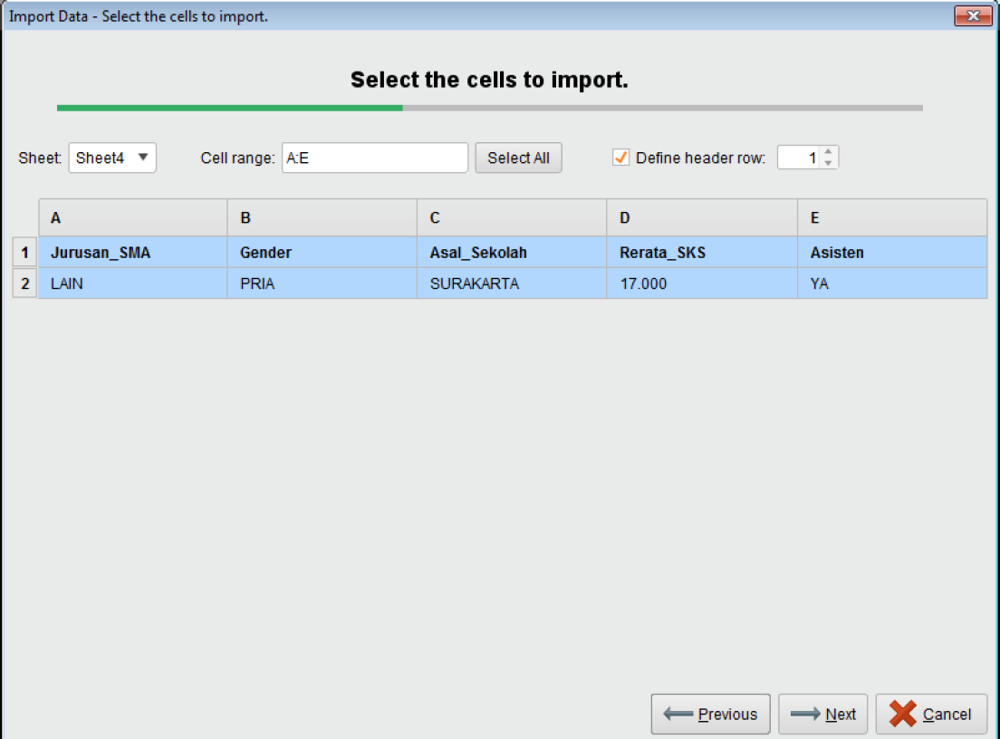 Import Data - Select the cells to import.
Select the cells to import.
Sheet: Sheet4 Cell range: A:E Select All Define header row: 1
A B C D E
1 Jurusan_SMA Gender Asal_Sekolah Rerata_SKS Asisten
2 LAIN PRIA SURAKARTA 17.000 YA
Previous Next Cancel